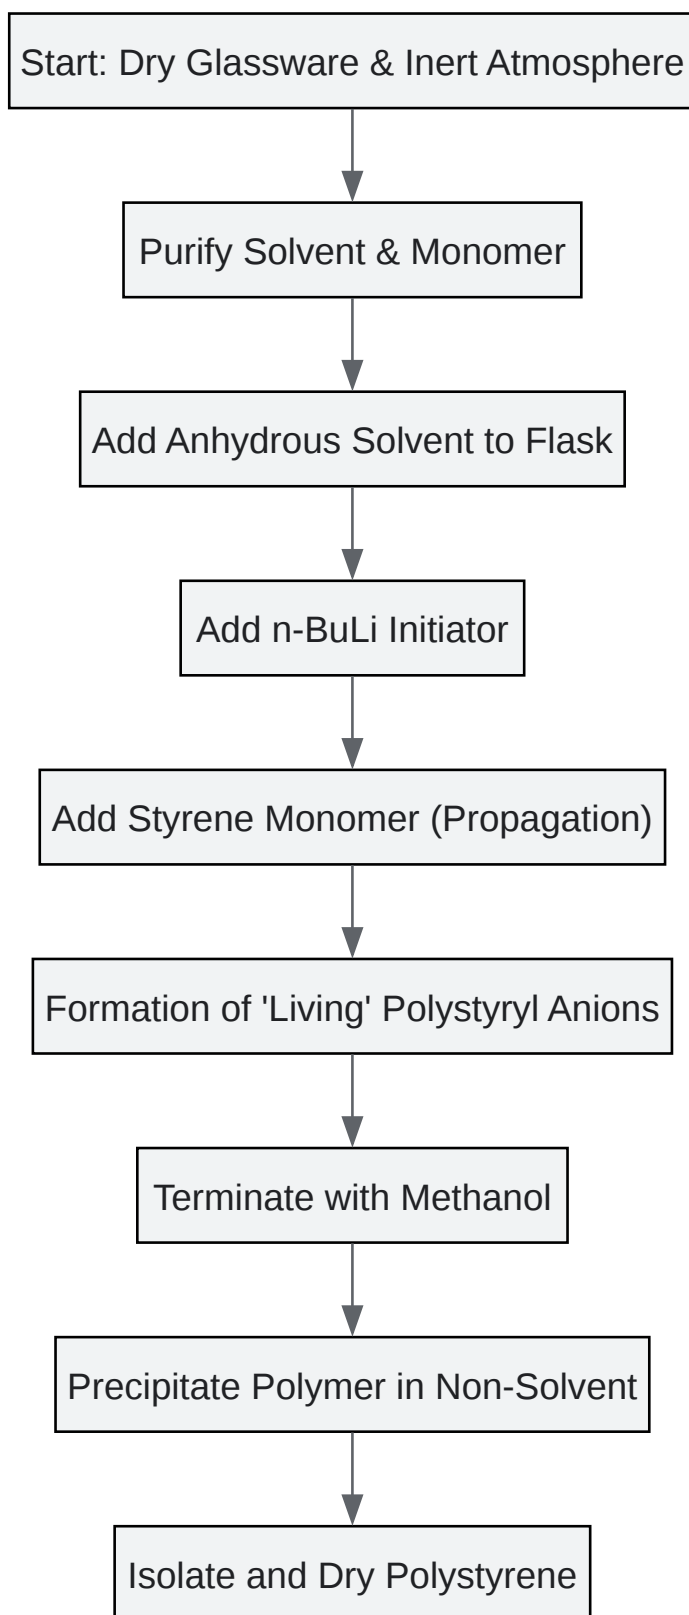 Start: Dry Glassware & Inert Atmosphere
Purify Solvent & Monomer
Add Anhydrous Solvent to Flask
Add n-BuLi Initiator
Add Styrene Monomer (Propagation)
Formation of 'Living' Polystyryl Anions
Terminate with Methanol
Precipitate Polymer in Non-Solvent
Isolate and Dry Polystyrene